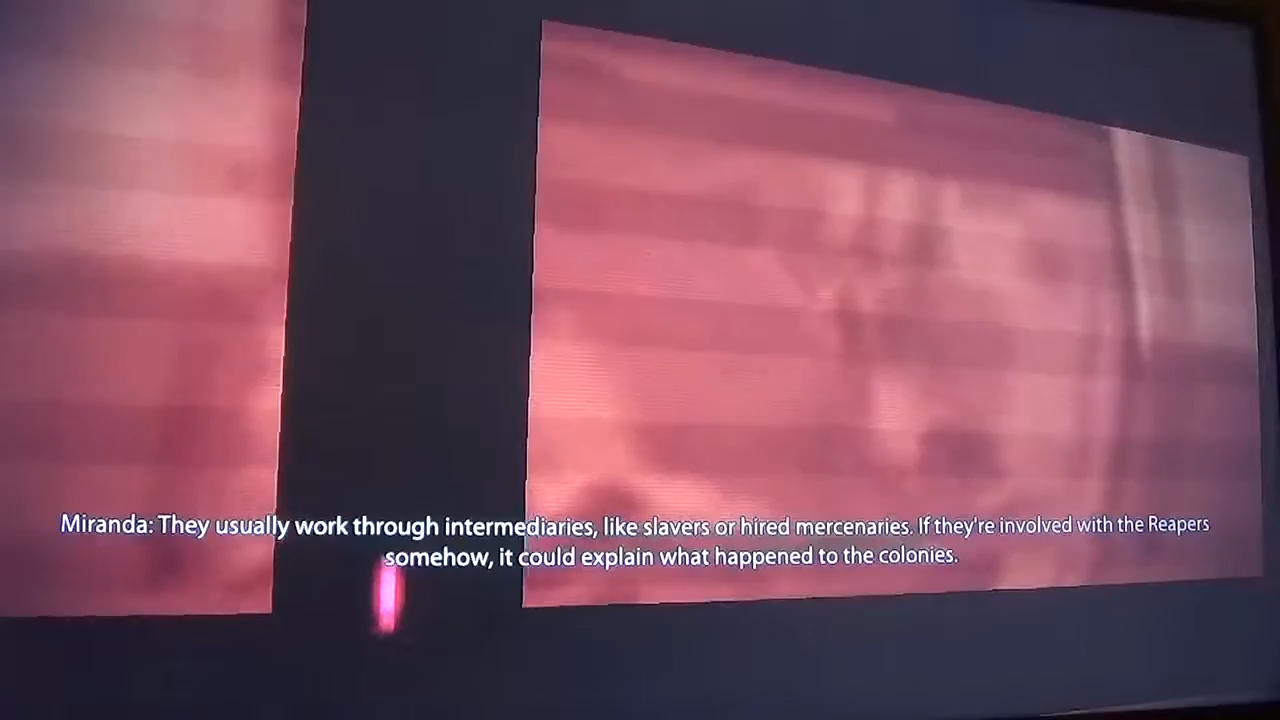 Miranda: They usually work through intermediaries, like slavers or hired mercenaries. If they're involved with the Reapers
somehow, it could explain what happened to the colonies.